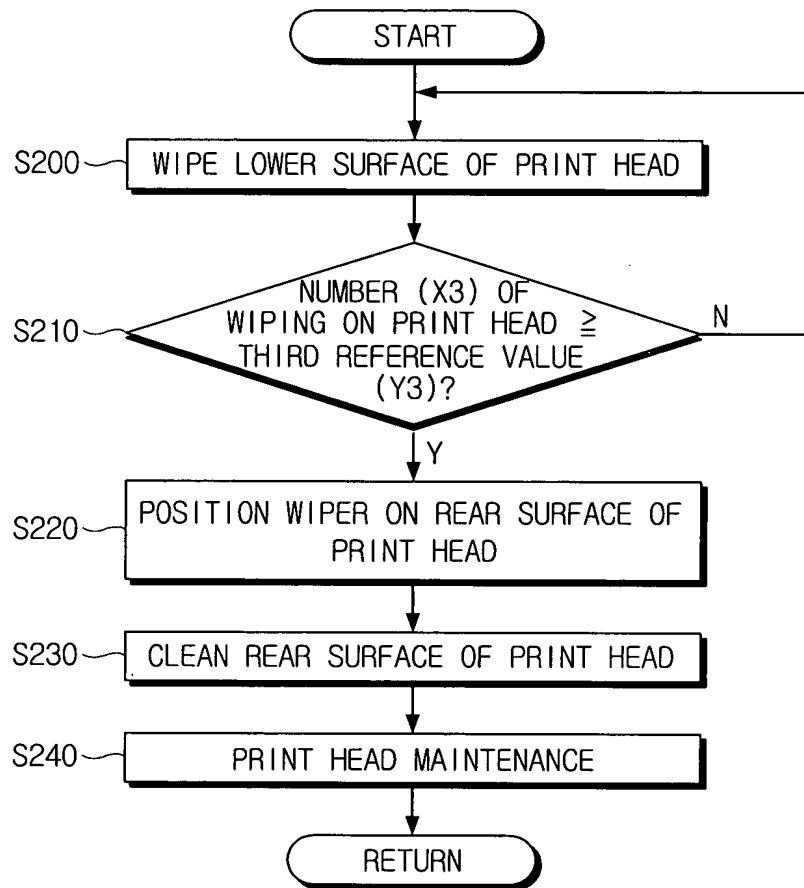 START
S200
WIPE LOWER SURFACE OF PRINT HEAD
S210
NUMBER (X3) OF
WIPING ON PRINT HEAD ≧
THIRD REFERENCE VALUE
(Y3)?
N
Y
S220
POSITION WIPER ON REAR SURFACE OF
PRINT HEAD
S230
CLEAN REAR SURFACE OF PRINT HEAD
S240
PRINT HEAD MAINTENANCE
RETURN